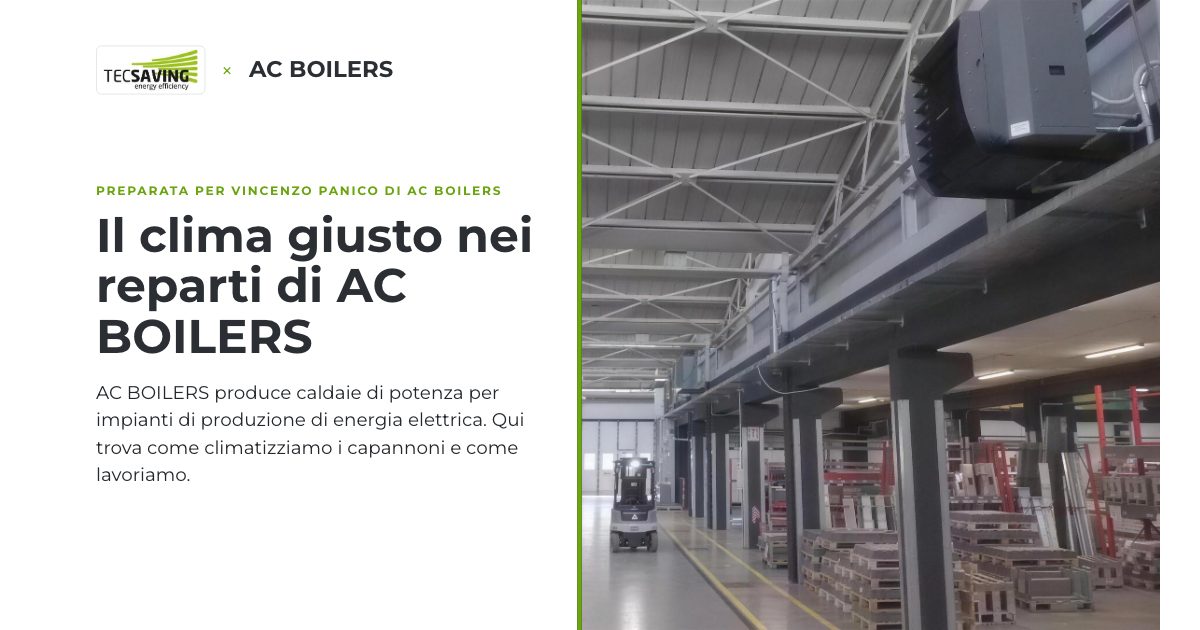 TECSAVING
energy efficiency
× AC BOILERS
PREPARATA PER VINCENZO PANICO DI AC BOILERS
Il clima giusto nei
reparti di AC
BOILERS
AC BOILERS produce caldaie di potenza per
impianti di produzione di energia elettrica. Qui
trova come climatizziamo i capannoni e come
lavoriamo.